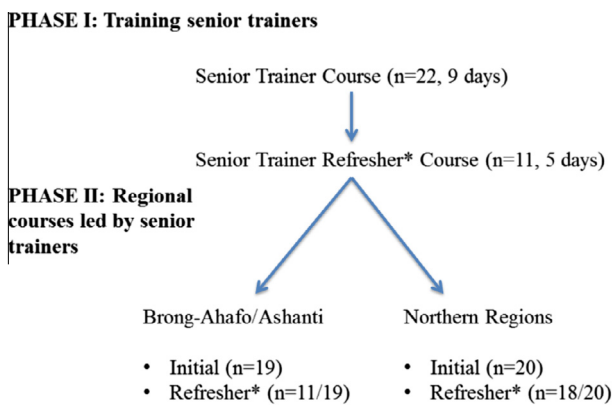 PHASE I: Training senior trainers
Senior Trainer Course (n=22, 9 days)
Senior Trainer Refresher* Course (n=11, 5 days)
PHASE II: Regional
courses led by senior
trainers
Brong-Ahafo/Ashanti
• Initial (n=19)
• Refresher* (n=11/19)
Northern Regions
• Initial (n=20)
• Refresher* (n=18/20)